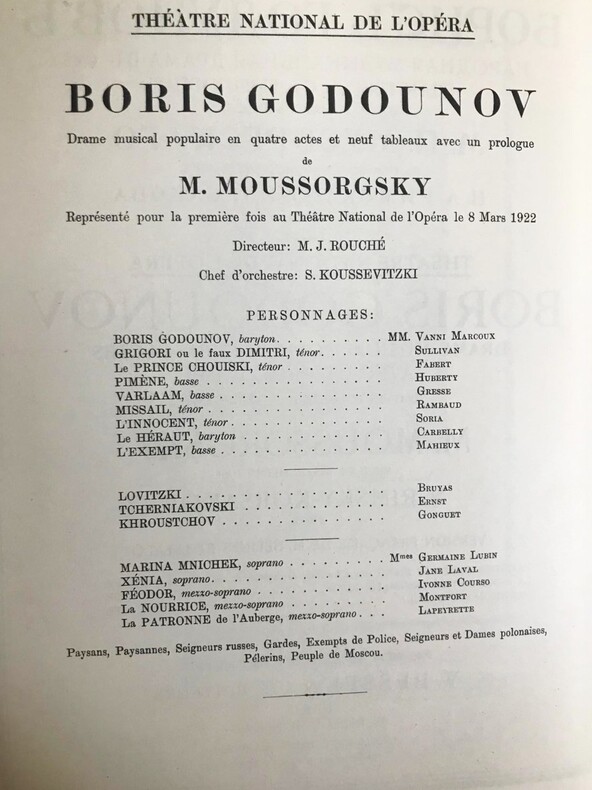 THÉÀTRE NATIONAL DE L'OPÉRA
BORIS GODOUNOV
Drame musical populaire en quatre actes et neuf tableaux avec un prologue
de
M. MOUSSORGSKY
Représenté pour la première fois au Théâtre National de l'Opéra le 8 Mars 1922
Directeur: M. J. ROUCHÉ
Chef d'orchestre: S. KOUSSEVITZKI
PERSONNAGES:
BORIS GODOUNOV, baryton. . . . . . . . . . . MM. VANNI MARCOUX
GRIGORI ou le faux DIMITRI, ténor. . . . . . SULLIVAN
Le PRINCE CHOUISKI, ténor . . . . . . . . . . FABERT
PIMÈNE, basse . . . . . . . . . . . . . . . HUBERTY
VARLAAM, basse . . . . . . . . . . . . . . GRESSE
MISSAIL, ténor . . . . . . . . . . . . . . . RAMBAUD
L'INNOCENT, ténor. . . . . . . . . . . . . SORIA
Le HÉRAUT, baryton . . . . . . . . . . . . CARBELLY
L'EXEMPT, basse . . . . . . . . . . . . . . MAHIEUX
LOVITZKI . . . . . . . . . . . . . . . . . BRUYAS
TCHERNIAKOVSKI . . . . . . . . . . . . . ERNST
KHROUSTCHOV . . . . . . . . . . . . . . GONGUET
MARINA MNICHEK, soprano . . . . . . . . . Mmes GERMAINE LUBIN
XÉNIA, soprano. . . . . . . . . . . . . . . JANE LAVAL
FÉODOR, mezzo-soprano . . . . . . . . . . . IVONNE COURSO
La NOURRICE, mezzo-soprano . . . . . . . . . MONTFORT
La PATRONNE de l'Auberge, mezzo-soprano . . . LAPEYRETTE
Paysans, Paysannes, Seigneurs russes, Gardes, Exempts de Police, Seigneurs et Dames polonaises,
Pélerins, Peuple de Moscou.